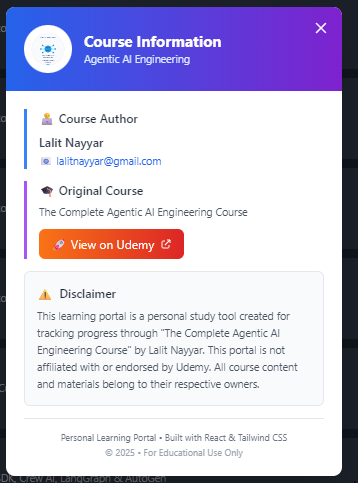 Course Information
Agentic AI Engineering
Course Author
Lalit Nayyar
lalitnayyar@gmail.com
Original Course
The Complete Agentic AI Engineering Course
View on Udemy
Disclaimer
This learning portal is a personal study tool created for
tracking progress through "The Complete Agentic AI
Engineering Course" by Lalit Nayyar. This portal is not
affiliated with or endorsed by Udemy. All course content
and materials belong to their respective owners.
Personal Learning Portal • Built with React & Tailwind CSS
© 2025 • For Educational Use Only
Crew AI, LangGraph & AutoGen